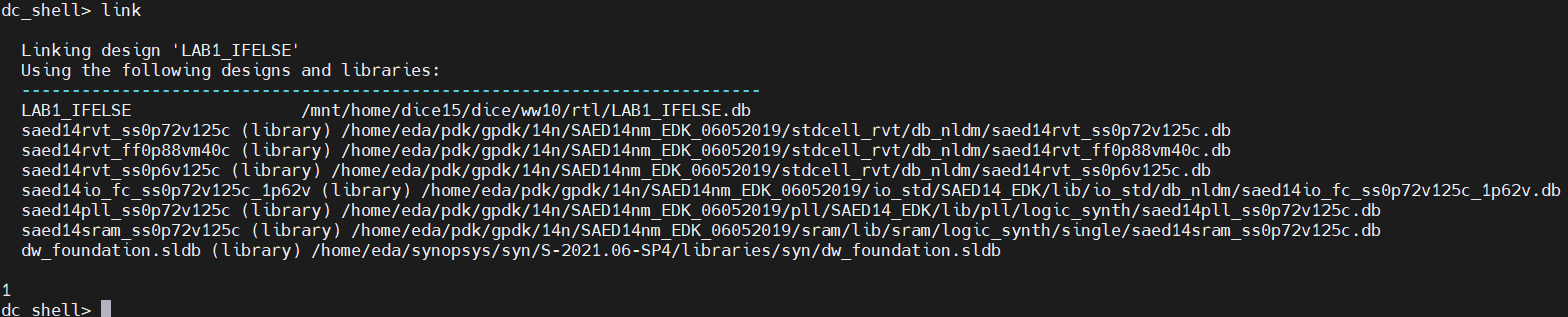 dc_shell> link
Linking design 'LAB1_IFELSE'
Using the following designs and libraries:
--------------------------------------------------------------------------
LAB1_IFELSE /mnt/home/dice15/dice/ww10/rtl/LAB1_IFELSE.db
saed14rvt_ss0p72v125c (library) /home/eda/pdk/gpdk/14n/SAED14nm_EDK_06052019/stdcell_rvt/db_nldm/saed14rvt_ss0p72v125c.db
saed14rvt_ff0p88vm40c (library) /home/eda/pdk/gpdk/14n/SAED14nm_EDK_06052019/stdcell_rvt/db_nldm/saed14rvt_ff0p88vm40c.db
saed14rvt_ss0p6v125c (library) /home/eda/pdk/gpdk/14n/SAED14nm_EDK_06052019/stdcell_rvt/db_nldm/saed14rvt_ss0p6v125c.db
saed14io_fc_ss0p72v125c_1p62v (library) /home/eda/pdk/gpdk/14n/SAED14nm_EDK_06052019/io_std/SAED14_EDK/lib/io_std/db_nldm/saed14io_fc_ss0p72v125c_1p62v.db
saed14pll_ss0p72v125c (library) /home/eda/pdk/gpdk/14n/SAED14nm_EDK_06052019/pll/SAED14_EDK/lib/pll/logic_synth/saed14pll_ss0p72v125c.db
saed14sram_ss0p72v125c (library) /home/eda/pdk/gpdk/14n/SAED14nm_EDK_06052019/sram/lib/sram/logic_synth/single/saed14sram_ss0p72v125c.db
dw_foundation.sldb (library) /home/eda/synopsys/syn/S-2021.06-SP4/libraries/syn/dw_foundation.sldb
1
dc_shell>